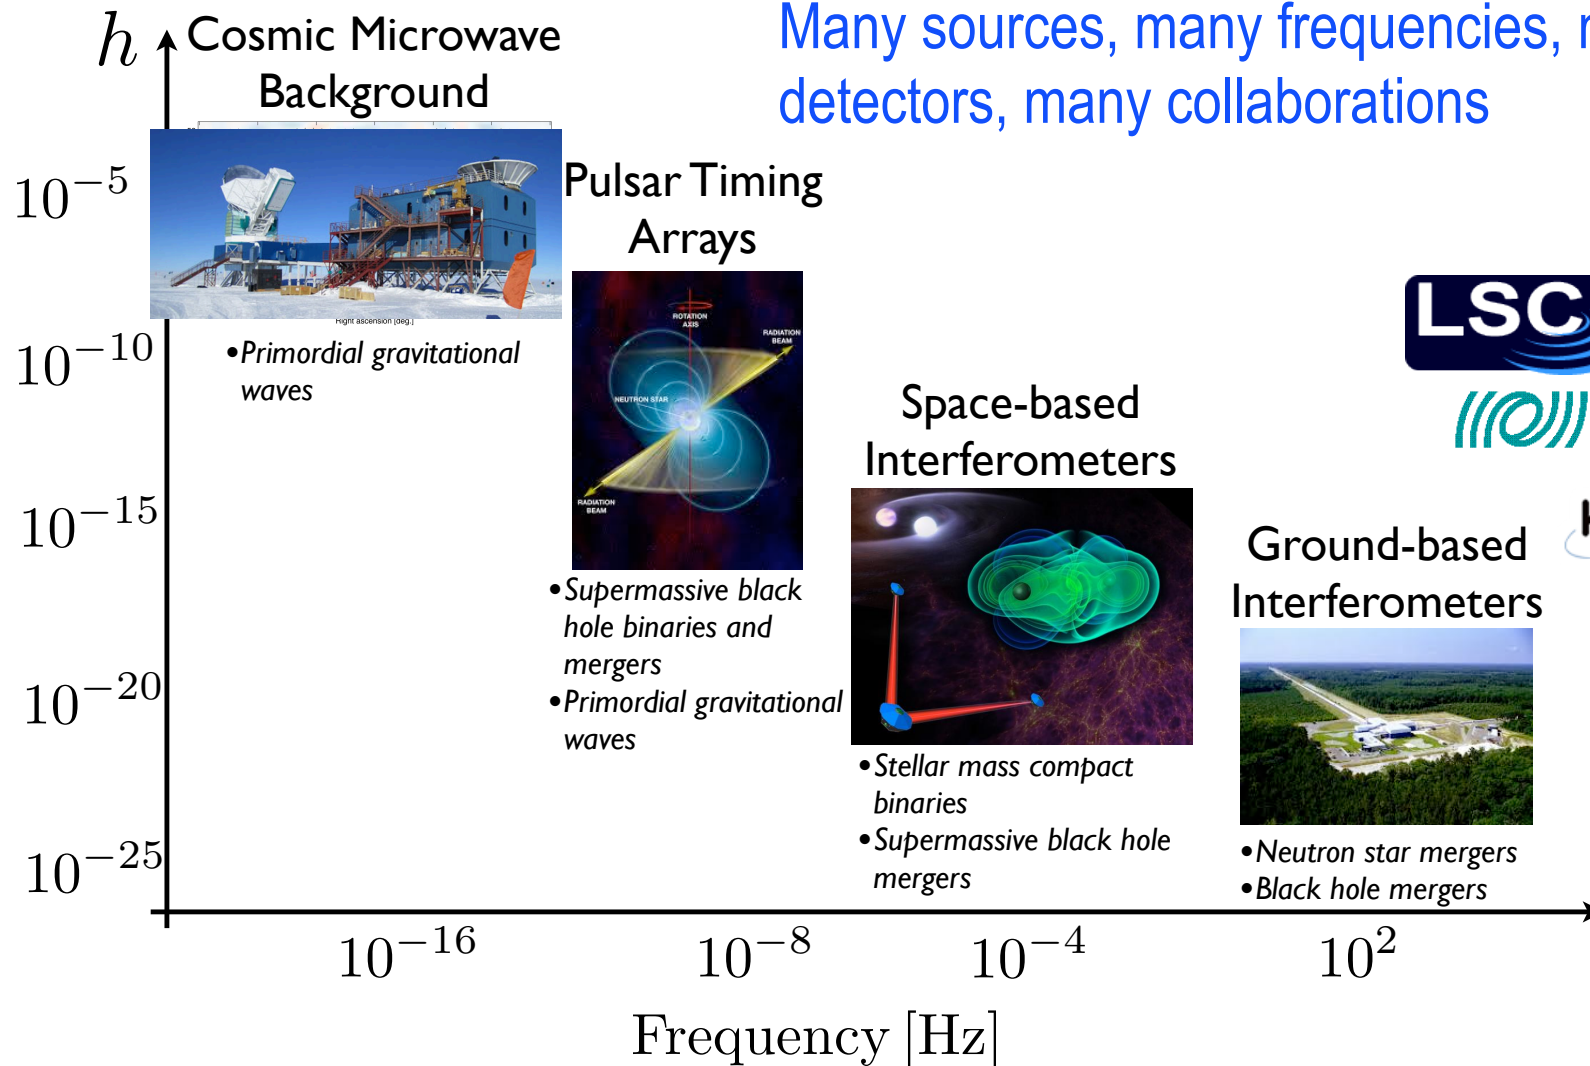 h
Cosmic Microwave
Background
Many sources, many frequencies,
detectors, many collaborations
10^{-5}
10^{-10}
10^{-15}
10^{-20}
10^{-25}
Right ascension [deg.]
•Primordial gravitational
waves
Pulsar Timing
Arrays
ROTATION
AXIS
RADIATION
BEAM
NEUTRON STAR
RADIATION
BEAM
•Supermassive black
hole binaries and
mergers
•Primordial gravitational
waves
Space-based
Interferometers
•Stellar mass compact
binaries
•Supermassive black hole
mergers
LSC
Ground-based
Interferometers
•Neutron star mergers
•Black hole mergers
10^{-16}
10^{-8}
10^{-4}
10^{2}
Frequency [Hz]